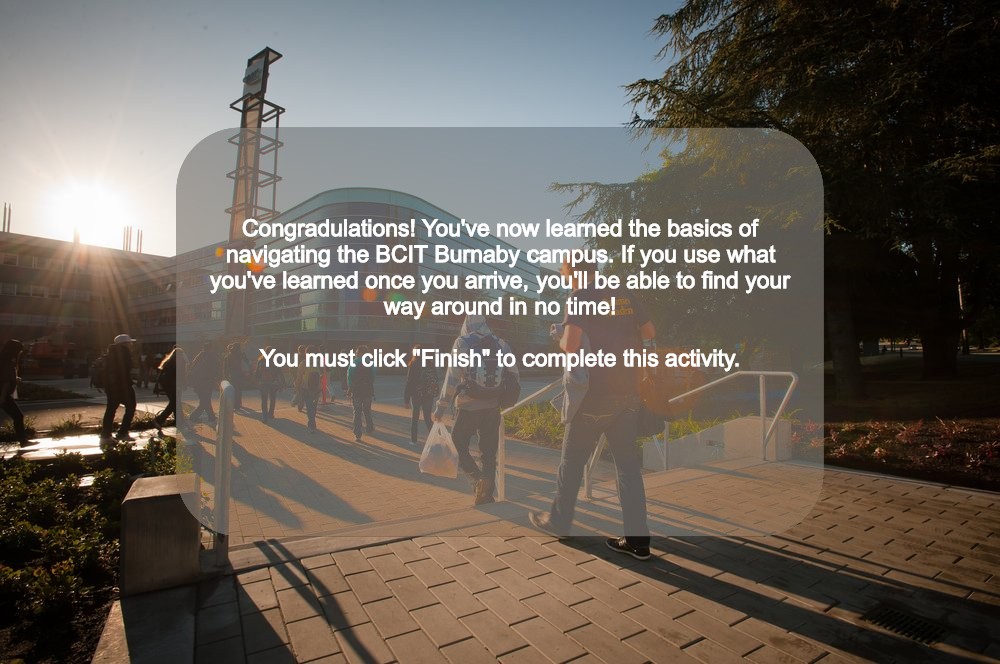 Congradulations! You've now learned the basics of
navigating the BCIT Burnaby campus. If you use what
you've learned once you arrive, you'll be able to find your
way around in no time!
You must click "Finish" to complete this activity.